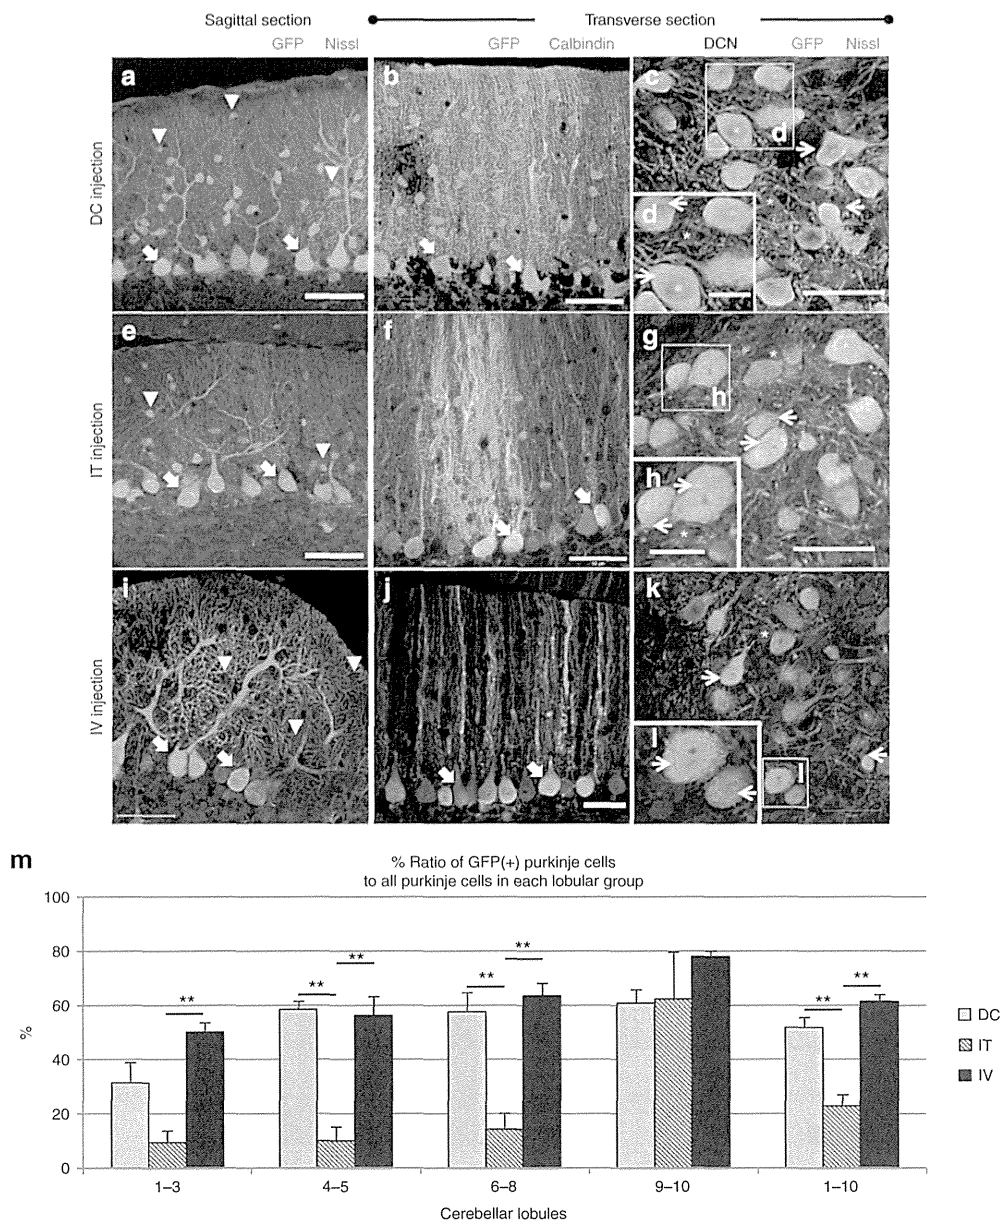 Sagittal section
Transverse section
GFP Nissl
GFP Calbindin
DCN GFP Nissl
DC injection
a
b
c
d
d
IT injection
e
f
g
h
h
IV injection
i
j
k
l
l
m
% Ratio of GFP(+) purkinje cells
to all purkinje cells in each lobular group
100
80
60
40
20
0
%
**
**
**
**
**
**
**
DC
IT
IV
1–3
4–5
6–8
9–10
1–10
Cerebellar lobules